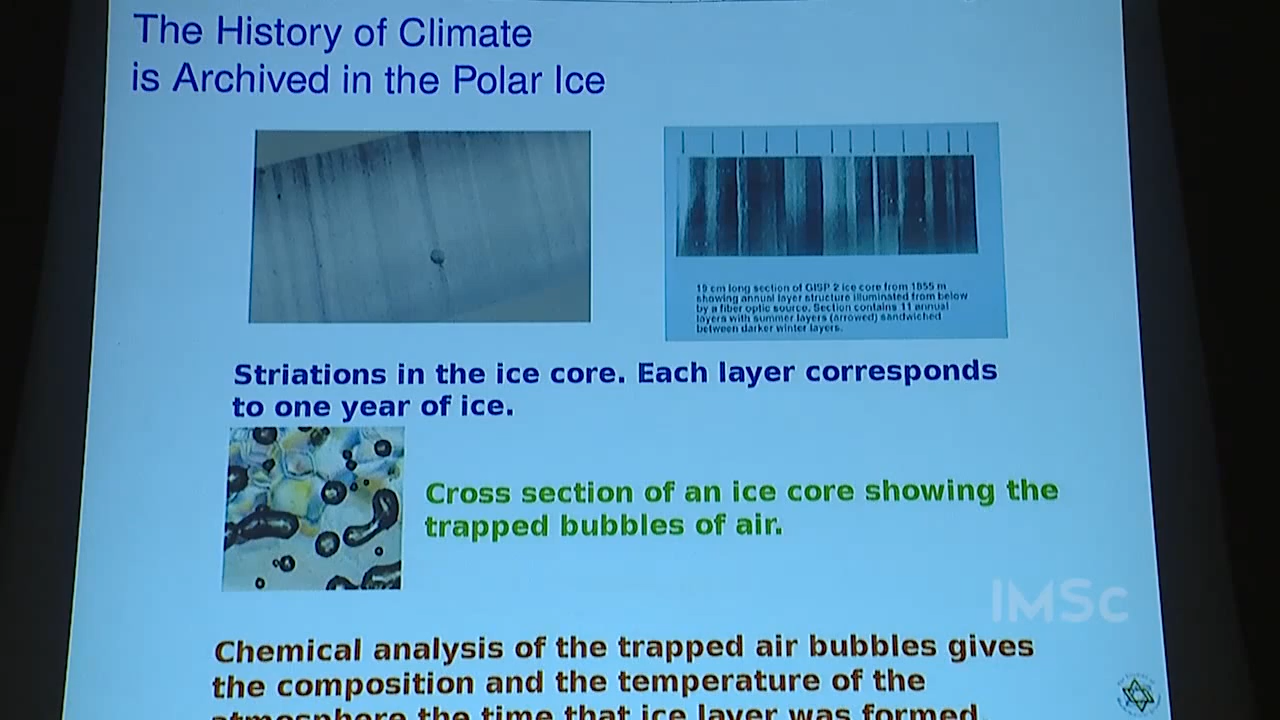 The History of Climate
is Archived in the Polar Ice
19 cm long section of GISP 2 ice core from 1855 m
showing annual layer structure illuminated from below
by a fiber optic source. Section contains 11 annual
layers with summer layers (arrowed) sandwiched
between darker winter layers.
Striations in the ice core. Each layer corresponds
to one year of ice.
Cross section of an ice core showing the
trapped bubbles of air.
IMSc
Chemical analysis of the trapped air bubbles gives
the composition and the temperature of the
atmosphere the time that ice layer was formed.